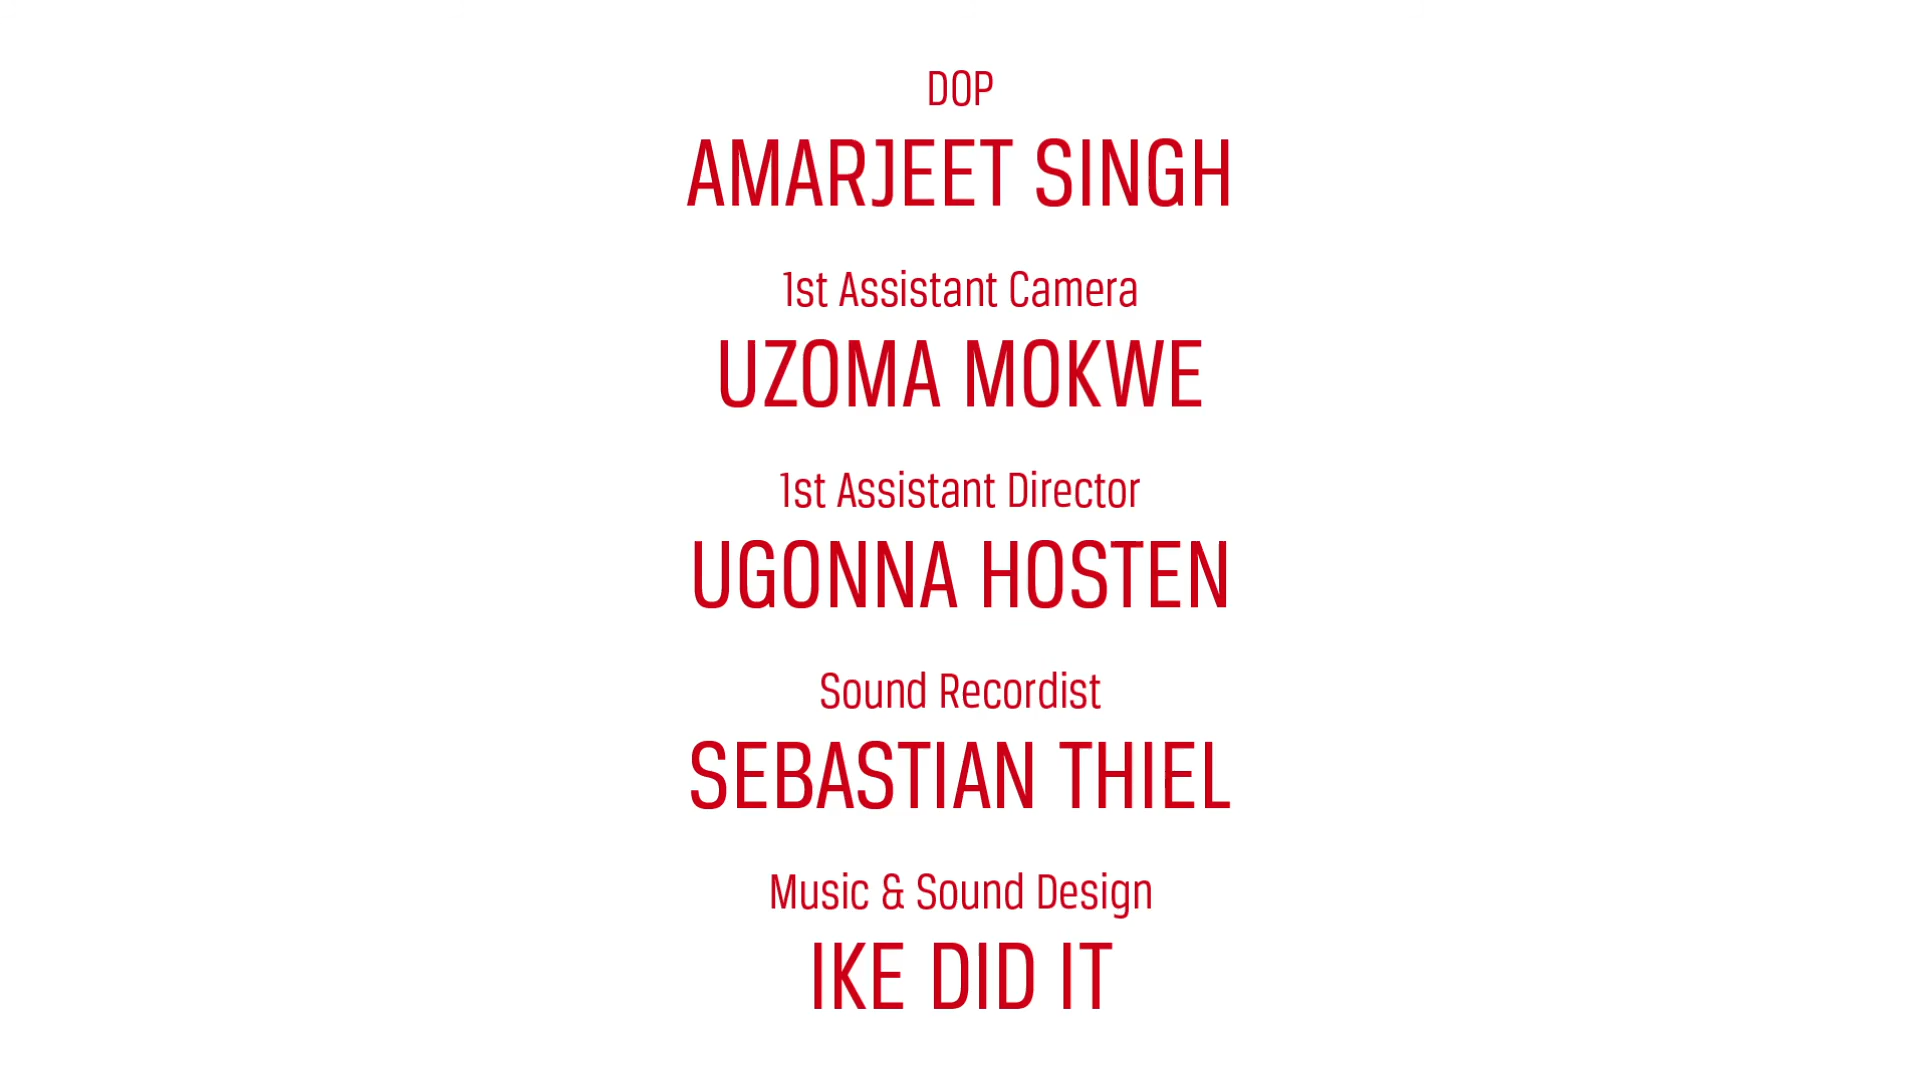 DOP
AMARJEET SINGH
1st Assistant Camera
UZOMA MOKWE
1st Assistant Director
UGONNA HOSTEN
Sound Recordist
SEBASTIAN THIEL
Music & Sound Design
IKE DID IT